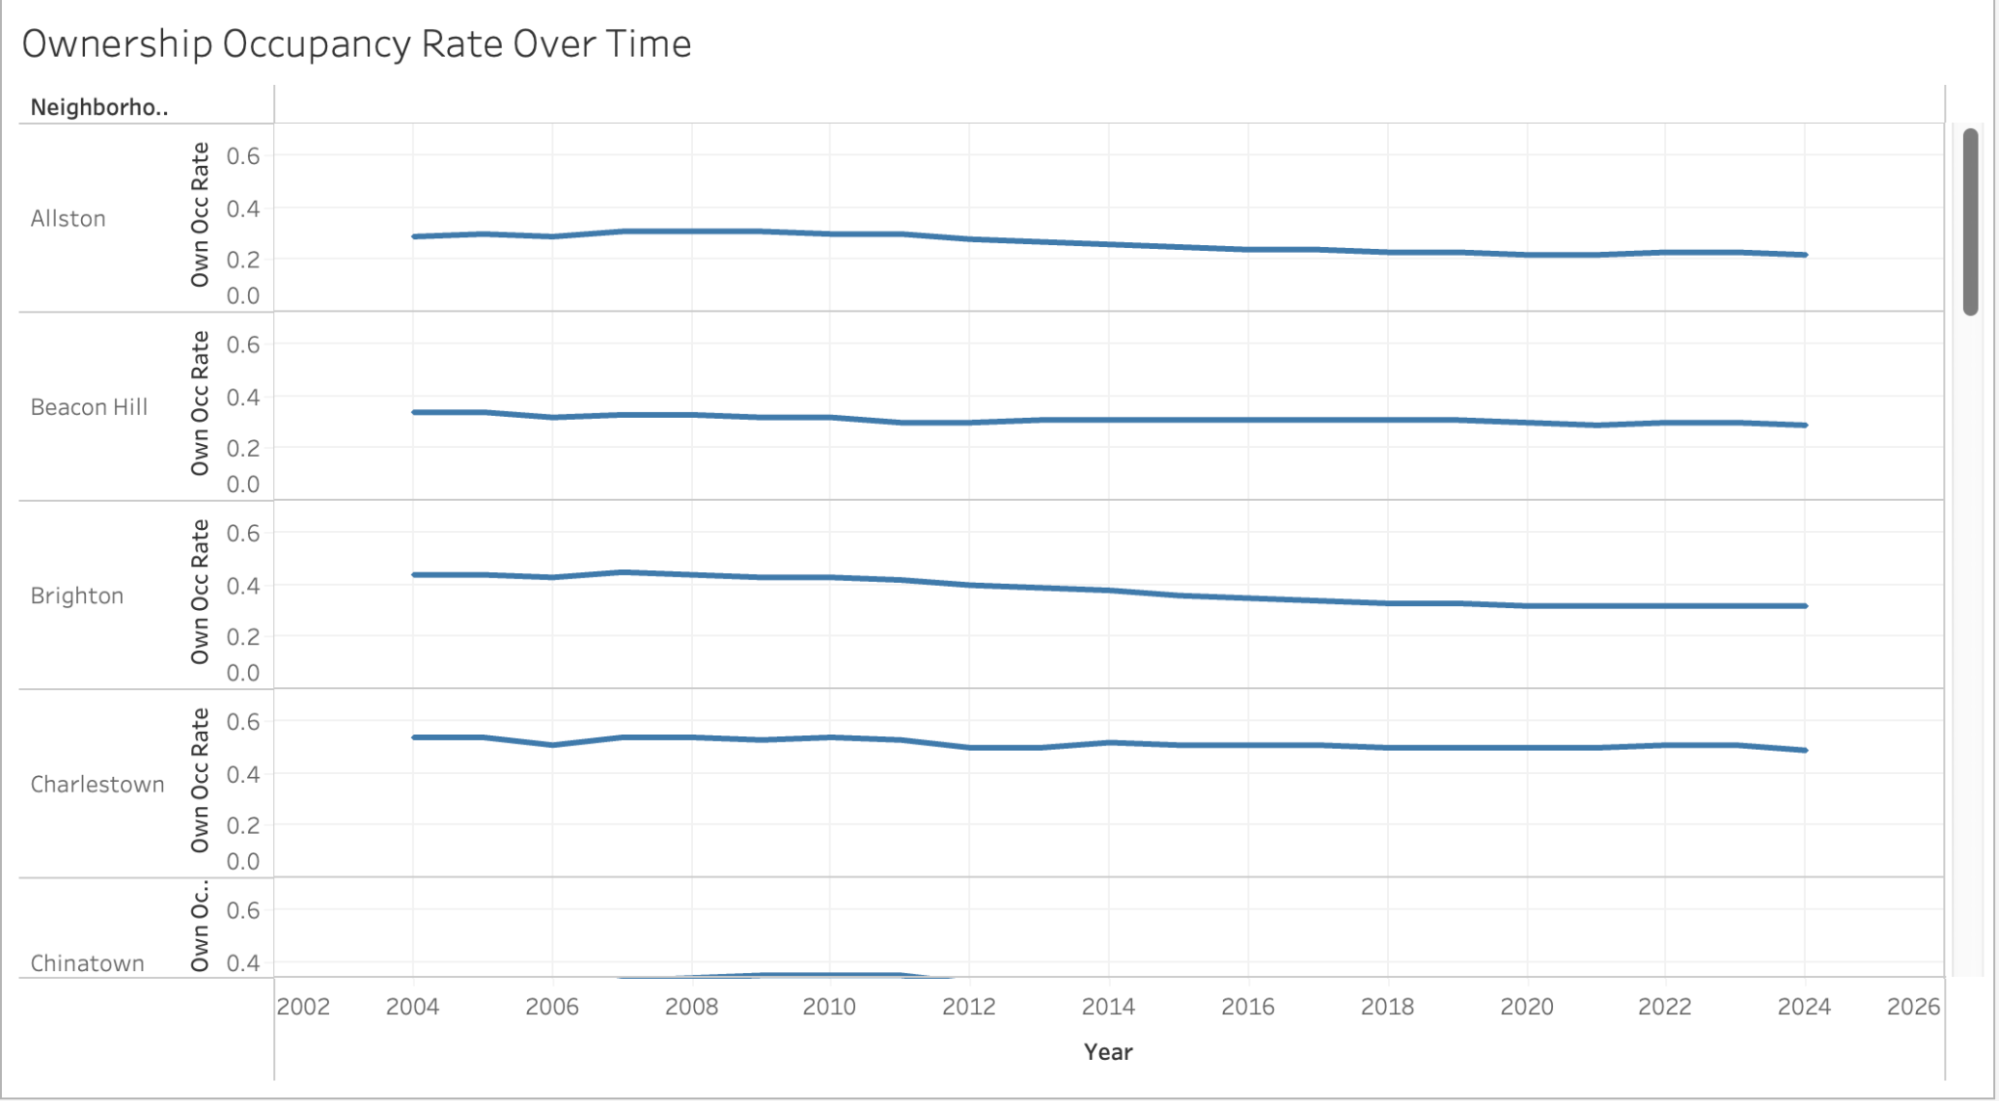 Ownership Occupancy Rate Over Time
Neighborho..
Allston
Own Occ Rate
0.6
0.4
0.2
0.0
Beacon Hill
Own Occ Rate
0.6
0.4
0.2
0.0
Brighton
Own Occ Rate
0.6
0.4
0.2
0.0
Charlestown
Own Occ Rate
0.6
0.4
0.2
0.0
Chinatown
Own Oc..
0.6
0.4
2002 2004 2006 2008 2010 2012 2014 2016 2018 2020 2022 2024 2026
Year